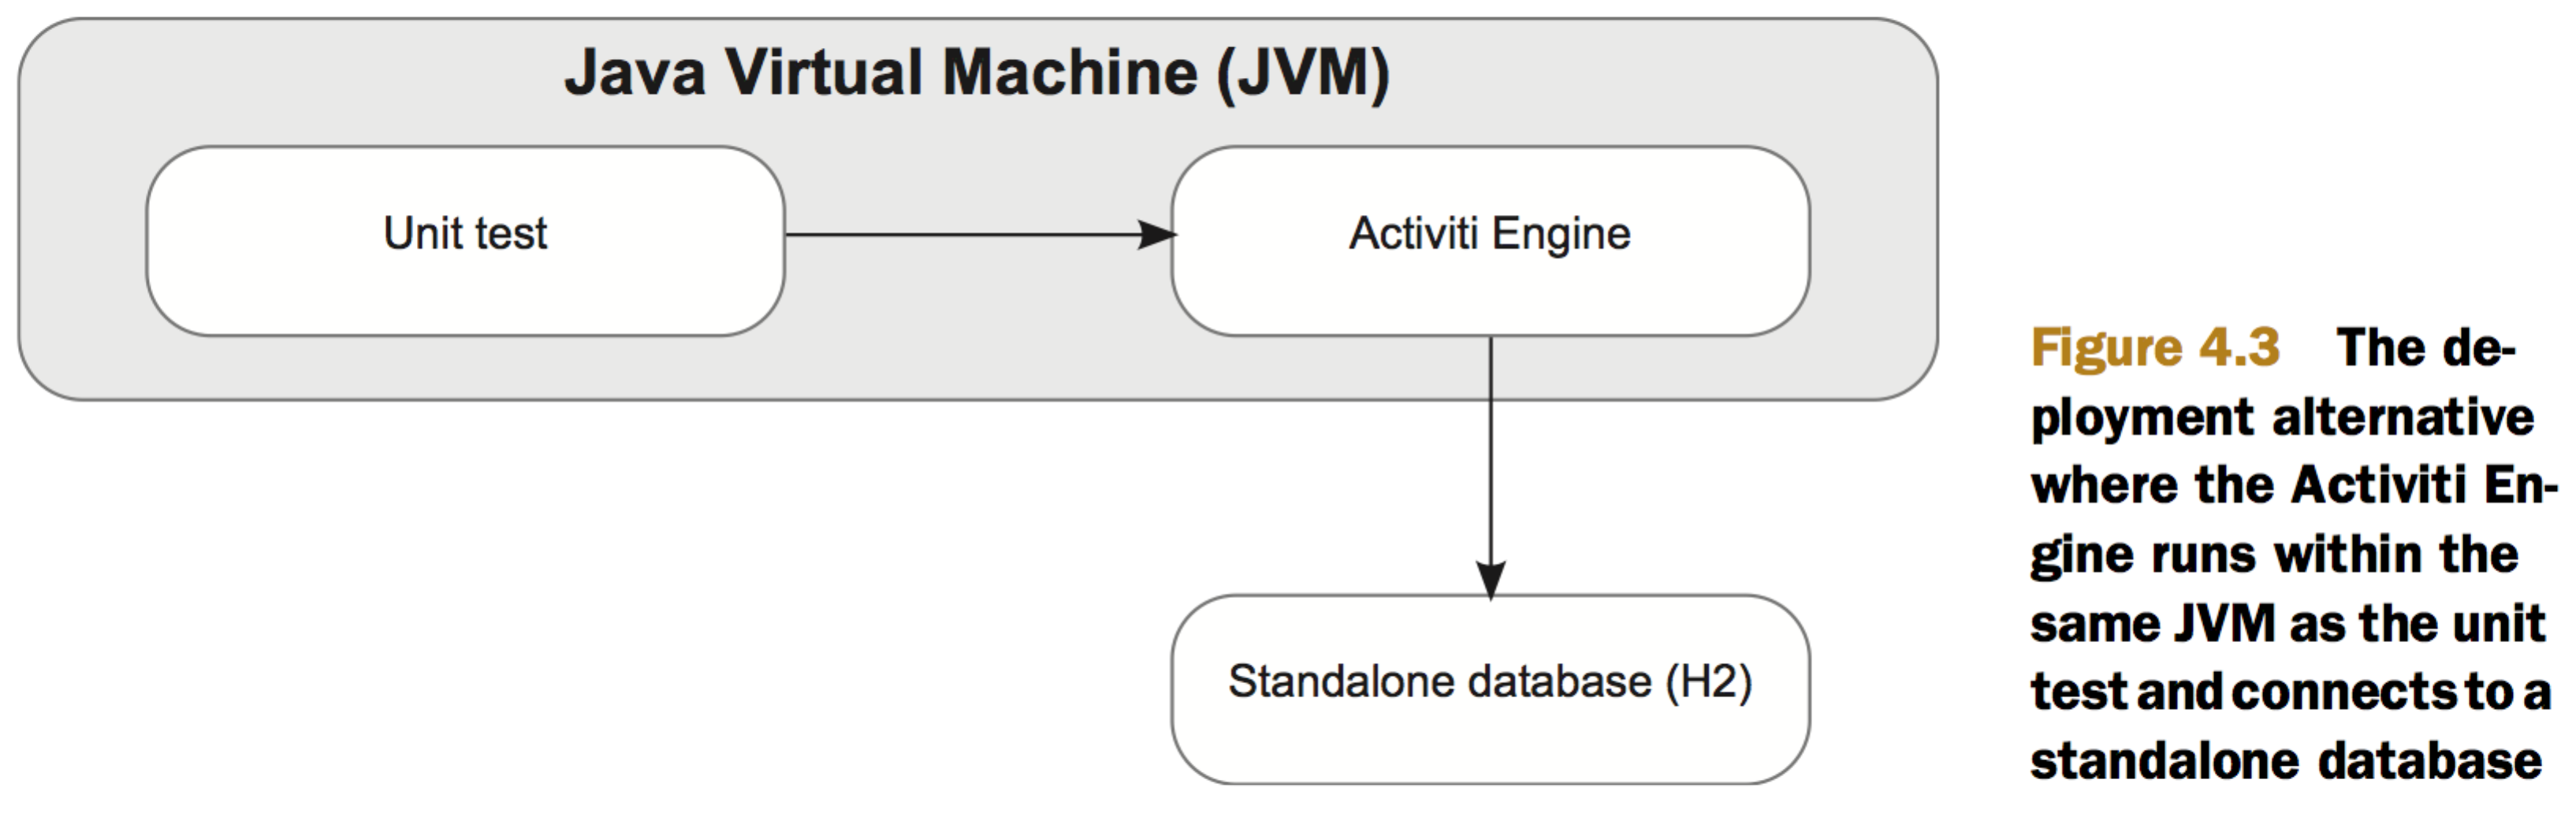 Java Virtual Machine (JVM)
Unit test
Activiti Engine
Standalone database (H2)
Figure 4.3 The de-
ployment alternative
where the Activiti En-
gine runs within the
same JVM as the unit
test and connects to a
standalone database